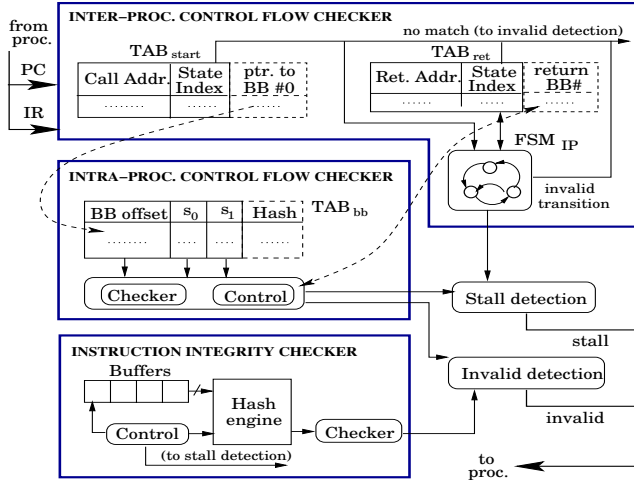 INTER-PROC. CONTROL FLOW CHECKER
from
proc.
PC
IR
no match (to invalid detection)
TAB start
Call Addr.
State
Index
ptr. to
BB #0
........
.....
......
TAB ret
Ret. Addr.
State
Index
return
BB#
......
.....
......
FSM IP
invalid
transition
INTRA-PROC. CONTROL FLOW CHECKER
BB offset
s0
s1
Hash
TAB bb
........
....
....
......
Checker
Control
Stall detection
stall
INSTRUCTION INTEGRITY CHECKER
Buffers
Hash
engine
Control
Checker
(to stall detection)
Invalid detection
invalid
to
proc.